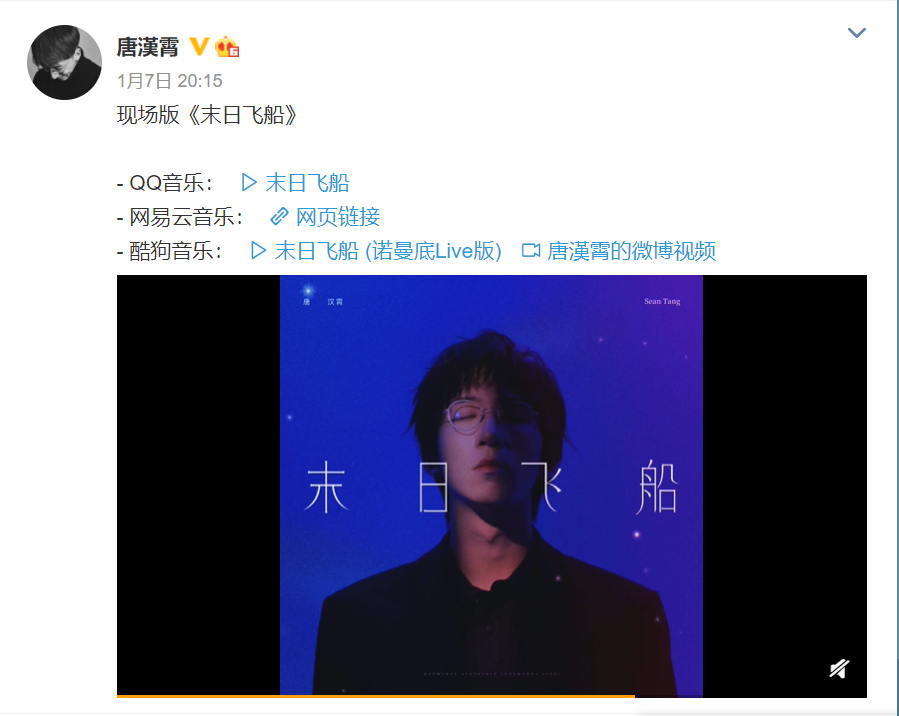 唐漢霄
1月7日 20:15
现场版《末日飞船》
- QQ音乐： 末日飞船
- 网易云音乐： 网页链接
- 酷狗音乐： 末日飞船 (诺曼底Live版) 唐漢霄的微博视频
唐 汉霄 Sean Tang
末日飞船